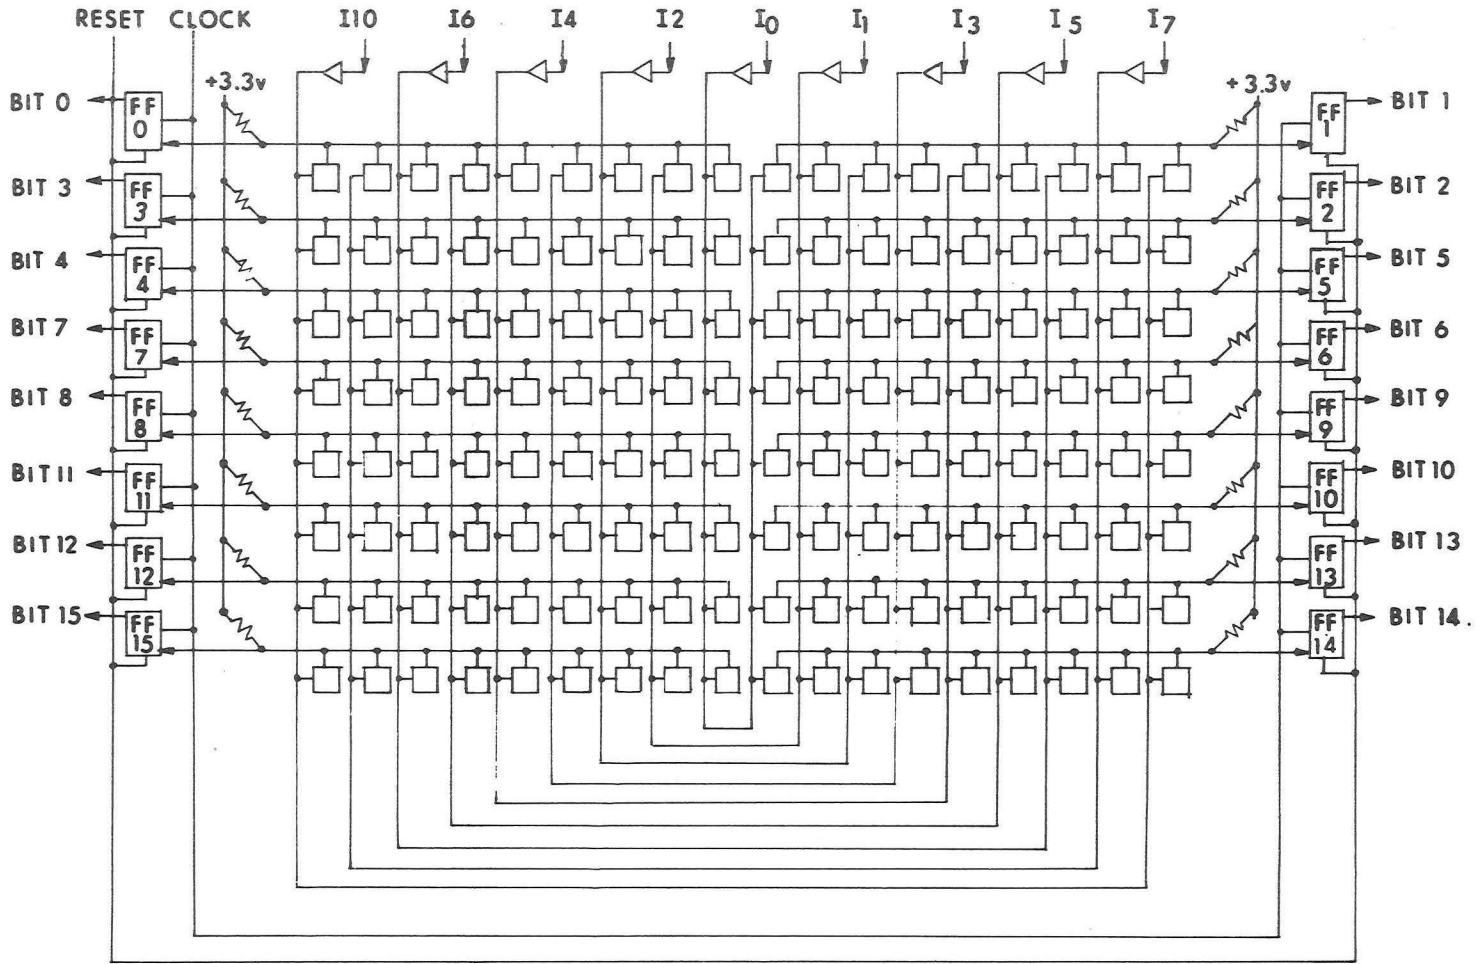 RESET CLOCK I10 I6 I4 I2 I0 I1 I3 I5 I7
+3.3v +3.3v
BIT 0 FF 0 FF 1 BIT 1
BIT 3 FF 3 FF 2 BIT 2
BIT 4 FF 4 FF 5 BIT 5
BIT 7 FF 7 FF 6 BIT 6
BIT 8 FF 8 FF 9 BIT 9
BIT 11 FF 11 FF 10 BIT 10
BIT 12 FF 12 FF 13 BIT 13
BIT 15 FF 15 FF 14 BIT 14.